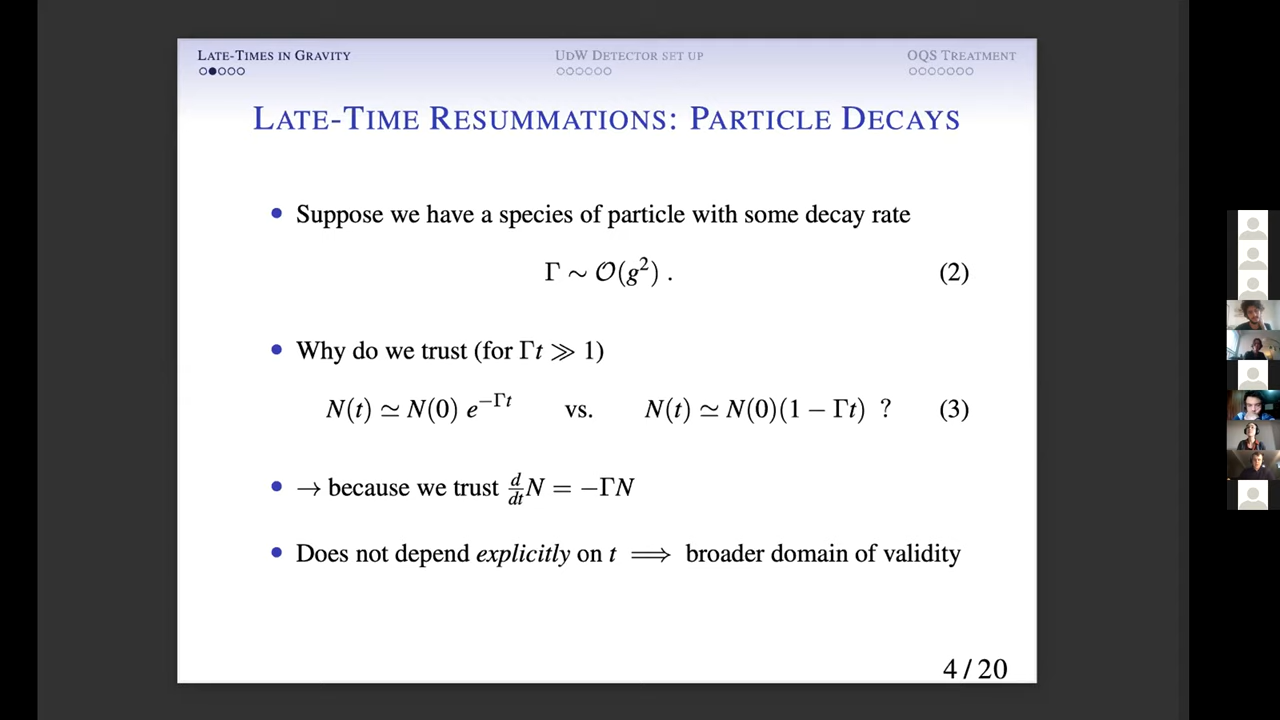 LATE-TIMES IN GRAVITY UDW DETECTOR SET UP OQS TREATMENT
LATE-TIME RESUMMATIONS: PARTICLE DECAYS
• Suppose we have a species of particle with some decay rate
Γ ∼ 𝒪(g²) . (2)
• Why do we trust (for Γt ≫ 1)
N(t) ≃ N(0) e^{−Γt} vs. N(t) ≃ N(0)(1 − Γt) ? (3)
• → because we trust d/dt N = −ΓN
• Does not depend explicitly on t ⟹ broader domain of validity
4 / 20